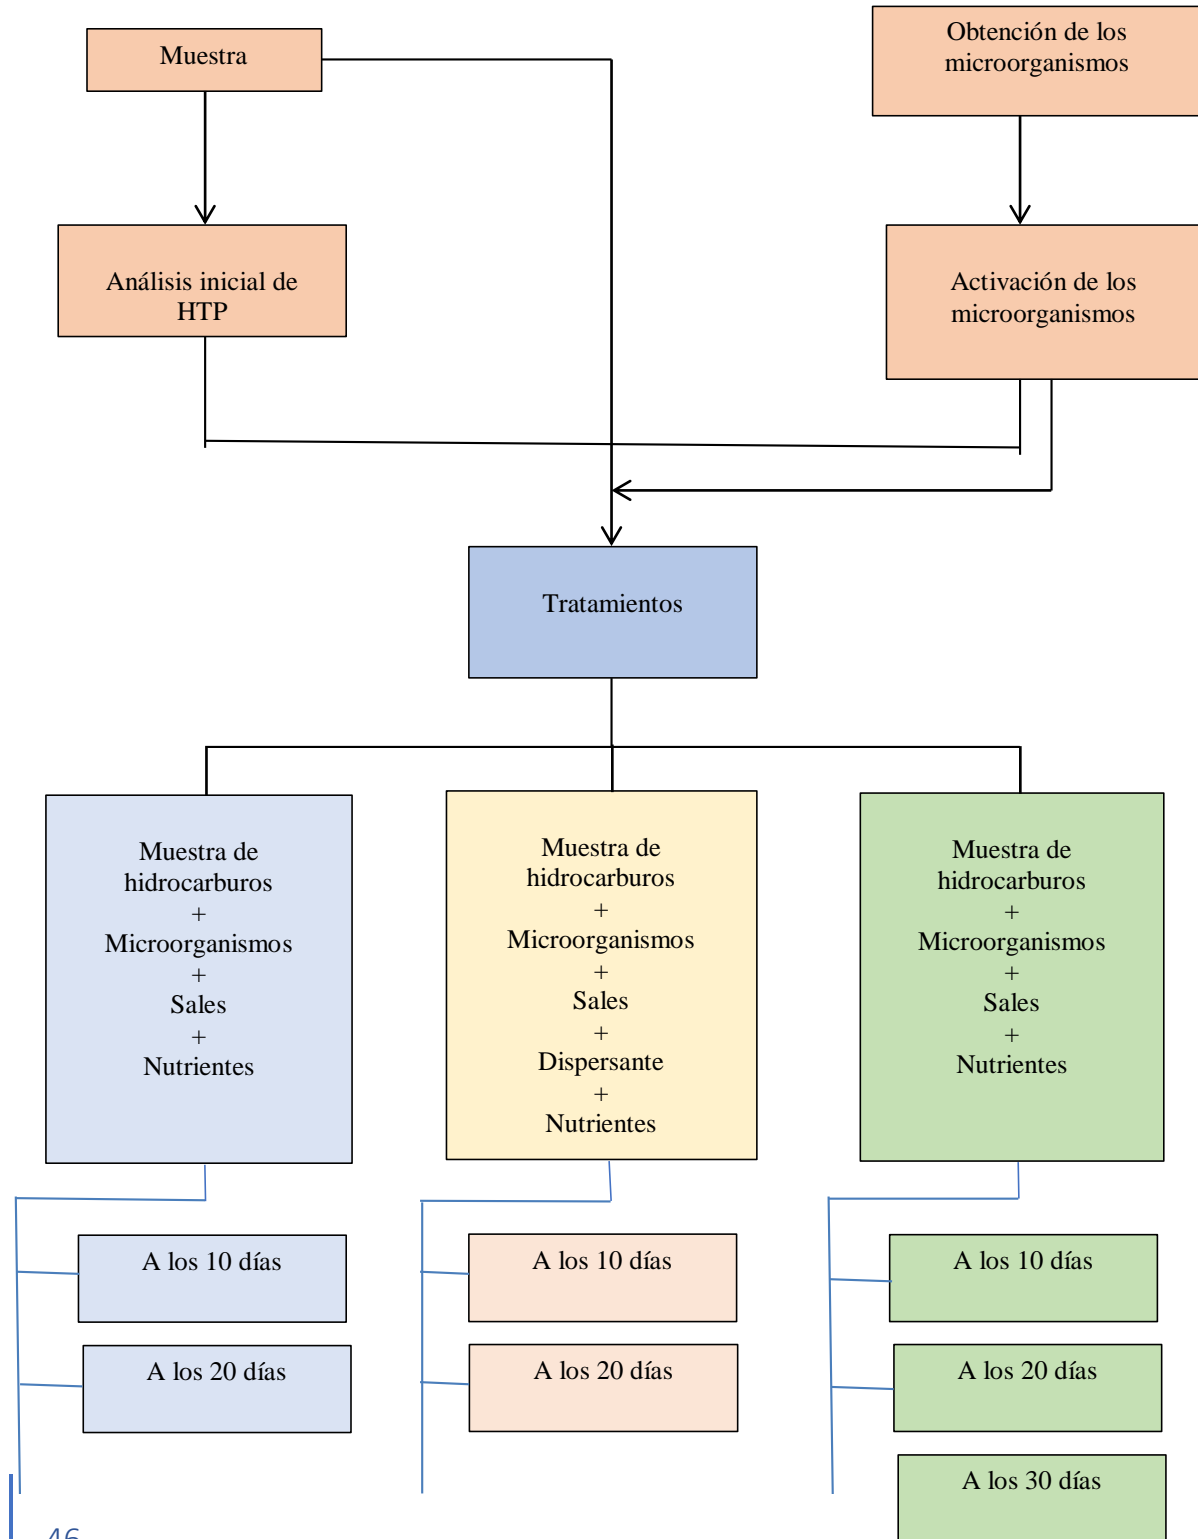 Muestra
Obtención de los
microorganismos
Análisis inicial de
HTP
Activación de los
microorganismos
Tratamientos
Muestra de
hidrocarburos
+
Microorganismos
+
Sales
+
Nutrientes
Muestra de
hidrocarburos
+
Microorganismos
+
Sales
+
Dispersante
+
Nutrientes
Muestra de
hidrocarburos
+
Microorganismos
+
Sales
+
Nutrientes
A los 10 días
A los 20 días
A los 10 días
A los 20 días
A los 10 días
A los 20 días
A los 30 días
46